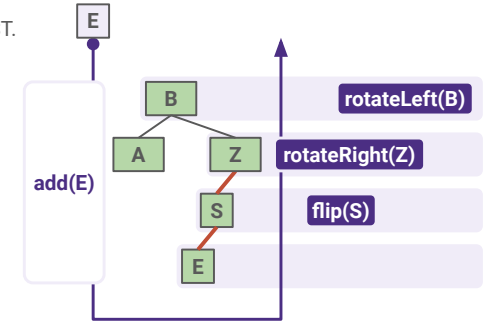 E
T.
B
rotateLeft(B)
A
Z
rotateRight(Z)
add(E)
S
flip(S)
E